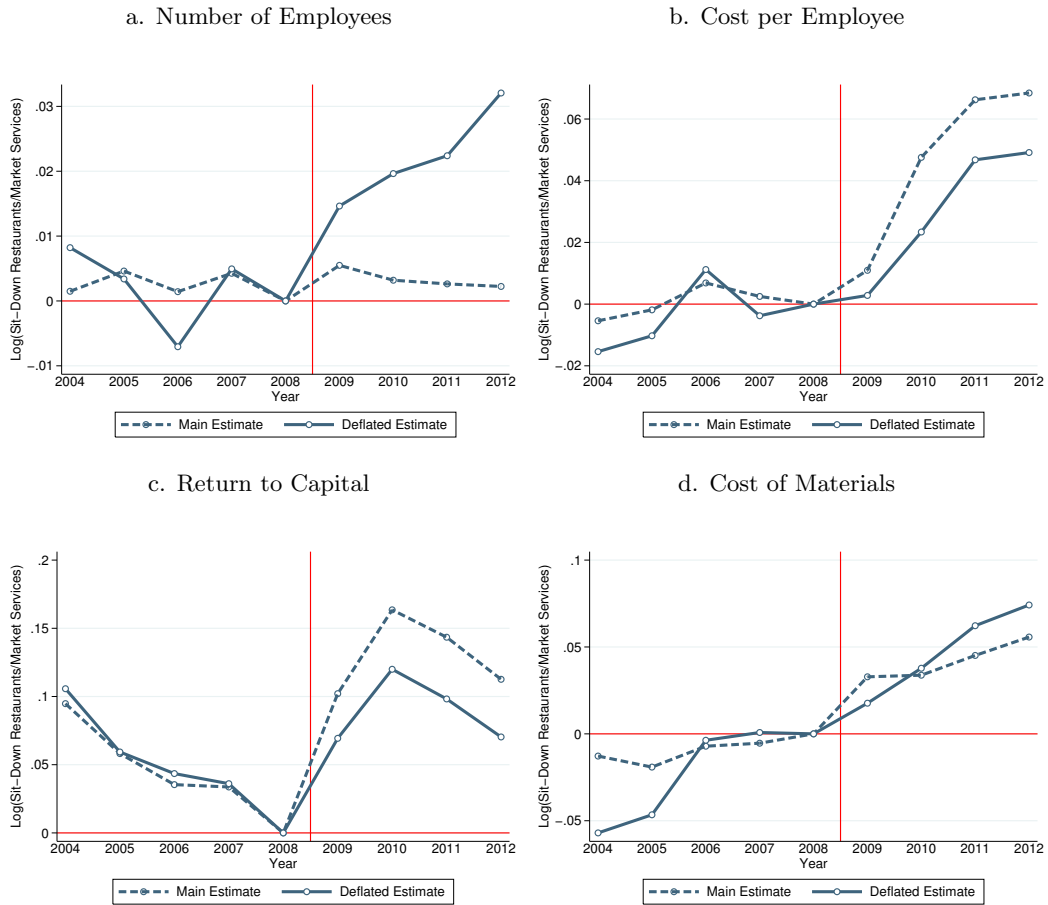 a. Number of Employees
Log(Sit−Down Restaurants/Market Services)
.03
.02
.01
0
−.01
2004 2005 2006 2007 2008 2009 2010 2011 2012
Year
Main Estimate Deflated Estimate
b. Cost per Employee
Log(Sit−Down Restaurants/Market Services)
.06
.04
.02
0
−.02
2004 2005 2006 2007 2008 2009 2010 2011 2012
Year
Main Estimate Deflated Estimate
c. Return to Capital
Log(Sit−Down Restaurants/Market Services)
.2
.15
.1
.05
0
2004 2005 2006 2007 2008 2009 2010 2011 2012
Year
Main Estimate Deflated Estimate
d. Cost of Materials
Log(Sit−Down Restaurants/Market Services)
.1
.05
0
−.05
2004 2005 2006 2007 2008 2009 2010 2011 2012
Year
Main Estimate Deflated Estimate